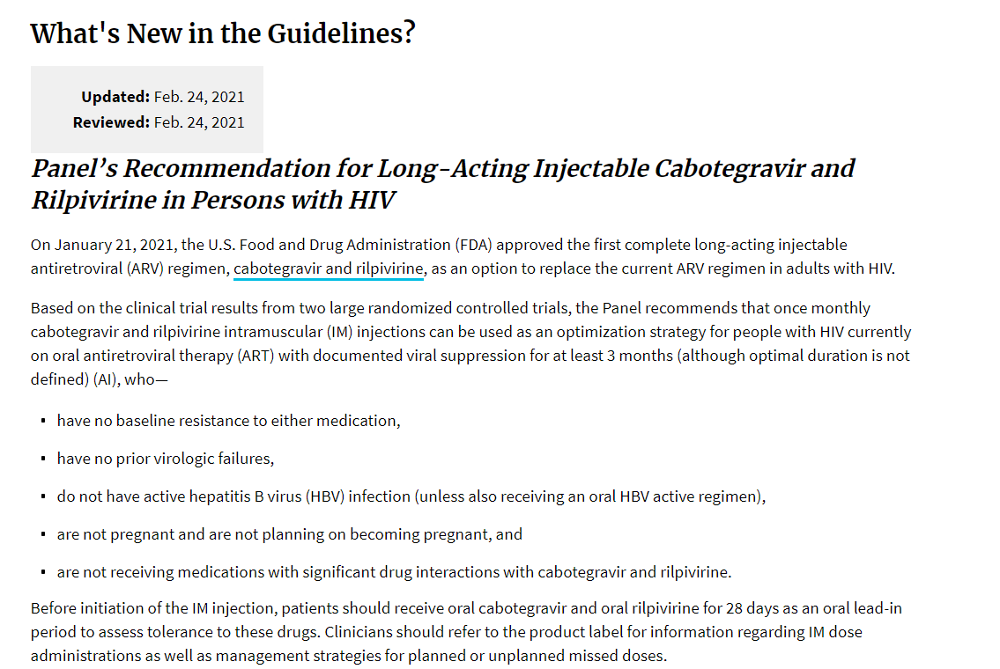 What's New in the Guidelines?
Updated: Feb. 24, 2021
Reviewed: Feb. 24, 2021
Panel’s Recommendation for Long-Acting Injectable Cabotegravir and
Rilpivirine in Persons with HIV
On January 21, 2021, the U.S. Food and Drug Administration (FDA) approved the first complete long-acting injectable
antiretroviral (ARV) regimen, cabotegravir and rilpivirine, as an option to replace the current ARV regimen in adults with HIV.
Based on the clinical trial results from two large randomized controlled trials, the Panel recommends that once monthly
cabotegravir and rilpivirine intramuscular (IM) injections can be used as an optimization strategy for people with HIV currently
on oral antiretroviral therapy (ART) with documented viral suppression for at least 3 months (although optimal duration is not
defined) (AI), who—
▪ have no baseline resistance to either medication,
▪ have no prior virologic failures,
▪ do not have active hepatitis B virus (HBV) infection (unless also receiving an oral HBV active regimen),
▪ are not pregnant and are not planning on becoming pregnant, and
▪ are not receiving medications with significant drug interactions with cabotegravir and rilpivirine.
Before initiation of the IM injection, patients should receive oral cabotegravir and oral rilpivirine for 28 days as an oral lead-in
period to assess tolerance to these drugs. Clinicians should refer to the product label for information regarding IM dose
administrations as well as management strategies for planned or unplanned missed doses.